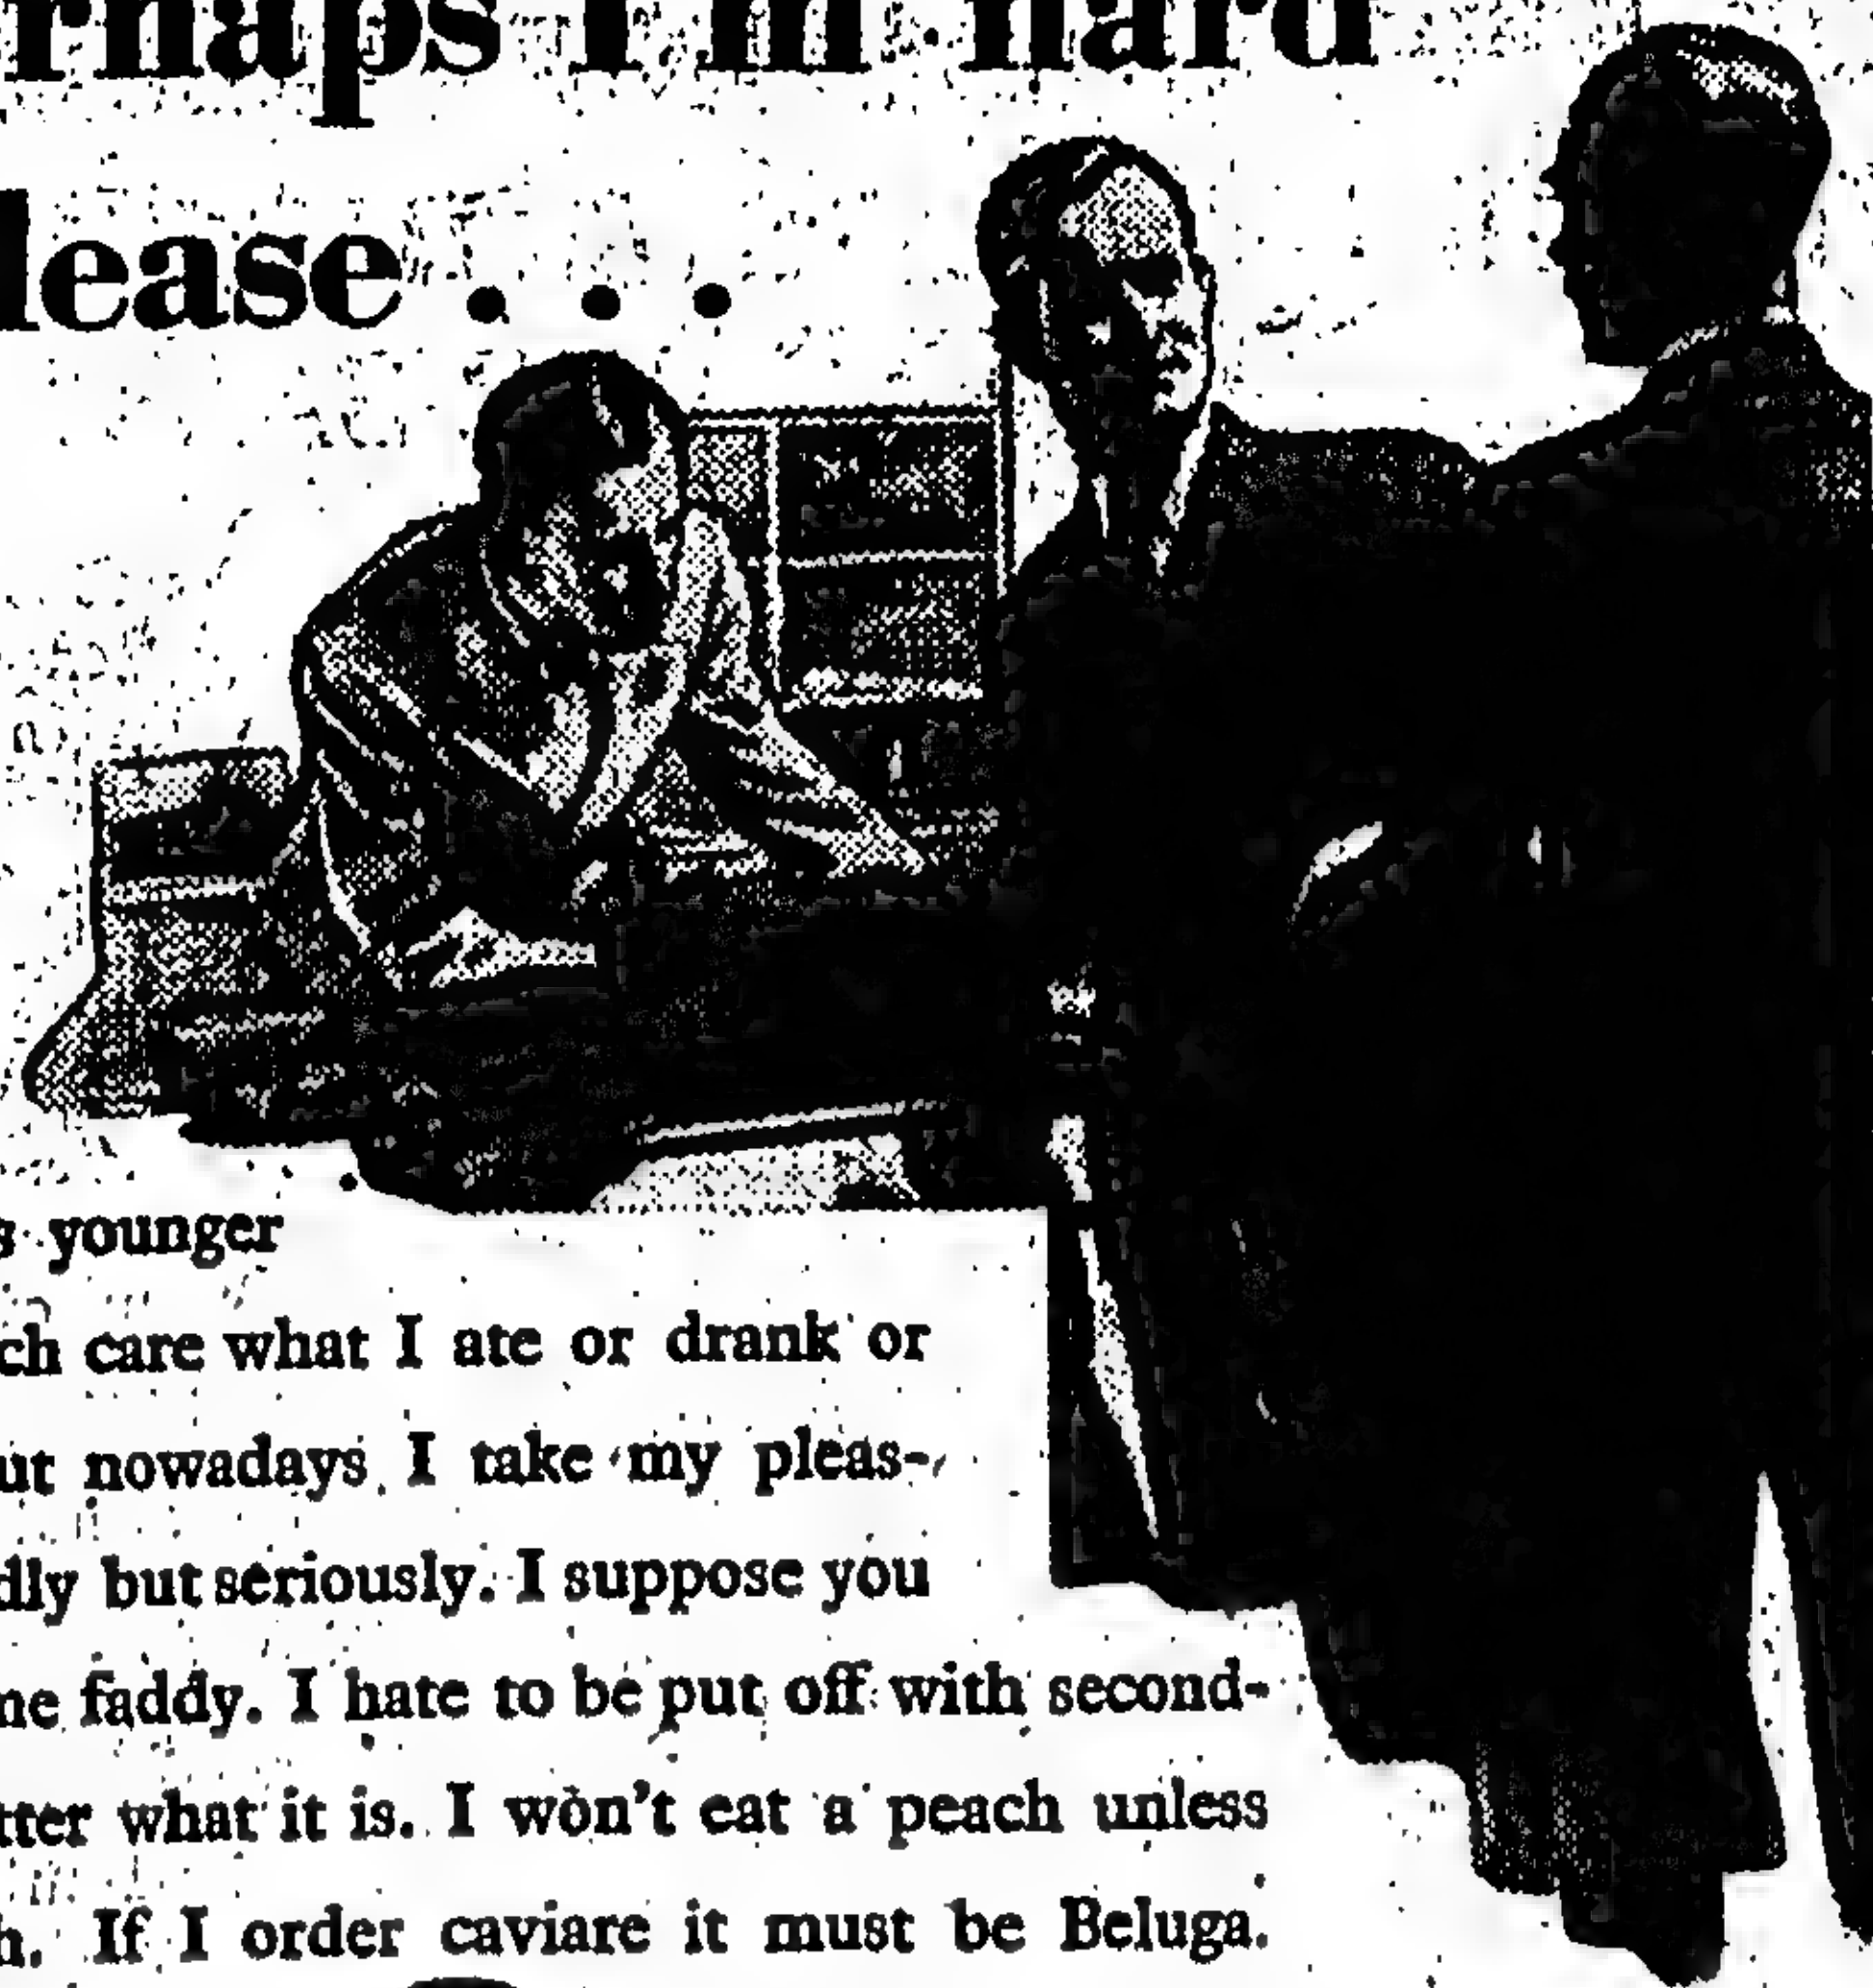 rhaps I'm hard
lease . . .
s younger
ch care what I ate or drank or
ut nowadays I take my pleas-
dly but seriously. I suppose you
me faddy. I hate to be put off with second-
tter what it is. I won't eat a peach unless
h. If I order caviare it must be Beluga.